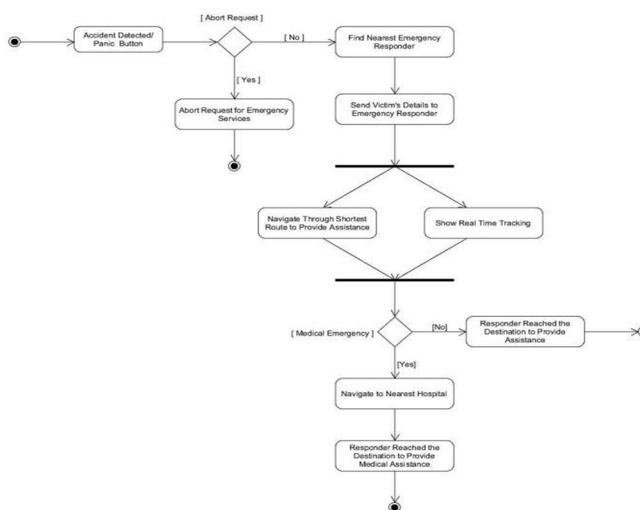 [ Abort Request ]
Accident Detected/
Panic Button
[ No ]
Find Nearest Emergency
Responder
[ Yes ]
Abort Request for Emergency
Services
Send Victim's Details to
Emergency Responder
Navigate Through Shortest
Route to Provide Assistance
Show Real Time Tracking
[ Medical Emergency ]
[No]
Responder Reached the
Destination to Provide
Assistance
[Yes]
Navigate to Nearest Hospital
Responder Reached the
Destination to Provide
Medical Assistance